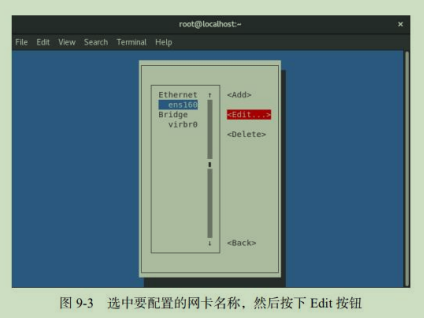 root@localhost:~ ×
File Edit View Search Terminal Help
Ethernet ↑ <Add>
ens160
Bridge <Edit...>
virbr0
<Delete>
↓ <Back>
图 9-3 选中要配置的网卡名称，然后按下 Edit 按钮